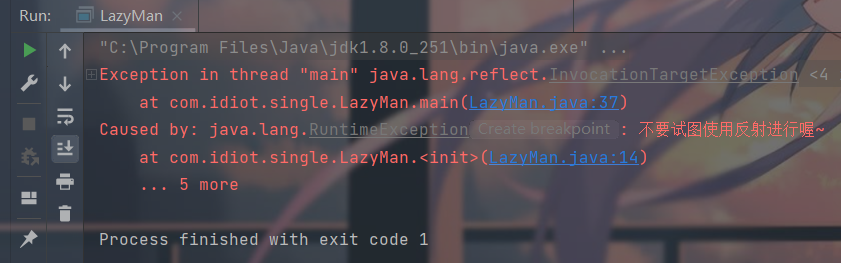 Run: LazyMan
"C:\Program Files\Java\jdk1.8.0_251\bin\java.exe" ...
Exception in thread "main" java.lang.reflect.InvocationTargetException <4
at com.idiot.single.LazyMan.main(LazyMan.java:37)
Caused by: java.lang.RuntimeException Create breakpoint : 不要试图使用反射进行喔~
at com.idiot.single.LazyMan.<init>(LazyMan.java:14)
... 5 more
Process finished with exit code 1